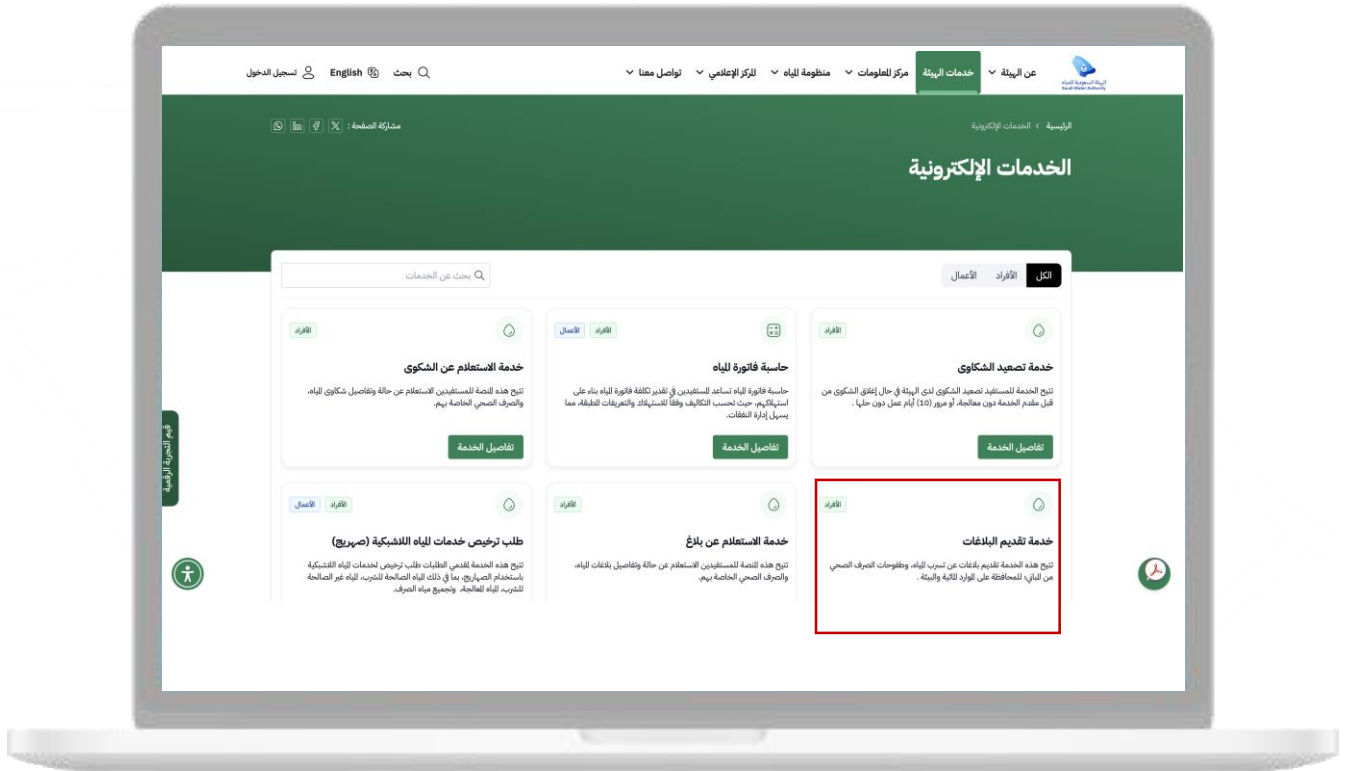 الهيئة السعودية للمياه
Saudi Water Authority
عن الهيئة
خدمات الهيئة
مركز المعلومات
منظومة المياه
المركز الإعلامي
تواصل معنا
بحث
English
تسجيل الدخول
الرئيسية > الخدمات الإلكترونية
مشاركة الصفحة :
الخدمات الإلكترونية
الكل
الأفراد
الأعمال
بحث عن الخدمات
الأفراد
خدمة تصعيد الشكاوى
تتيح الخدمة للمستفيد تصعيد الشكوى لدى الهيئة في حال إغلاق الشكوى من
قبل مقدم الخدمة دون معالجة، أو مرور (10) أيام عمل دون حلها .
تفاصيل الخدمة
الأفراد
الأعمال
حاسبة فاتورة المياه
حاسبة فاتورة المياه تساعد المستفيدين في تقدير تكلفة فاتورة المياه بناء على
استهلاكهم، حيث تحسب التكاليف وفقاً للاستهلاك والتعريفات المطبقة، مما
يسهل إدارة النفقات.
تفاصيل الخدمة
الأفراد
خدمة الاستعلام عن الشكوى
تتيح هذه المنصة للمستفيدين الاستعلام عن حالة وتفاصيل شكاوى المياه،
والصرف الصحي الخاصة بهم.
تفاصيل الخدمة
الأفراد
خدمة تقديم البلاغات
تتيح هذه الخدمة تقديم بلاغات عن تسرب المياه، وطفوحات الصرف الصحي
من المباني؛ للمحافظة على الموارد المائية والبيئة .
الأفراد
خدمة الاستعلام عن بلاغ
تتيح هذه المنصة للمستفيدين الاستعلام عن حالة وتفاصيل بلاغات المياه،
والصرف الصحي الخاصة بهم.
الأفراد
الأعمال
طلب ترخيص خدمات المياه اللاشبكية (صهريج)
تتيح هذه الخدمة لمقدمي الطلبات طلب ترخيص لخدمات المياه اللاشبكية
باستخدام الصهاريج، بما في ذلك المياه الصالحة للشرب، المياه غير الصالحة
للشرب، المياه المعالجة، وتجميع مياه الصرف.
قيم التجربة الرقمية